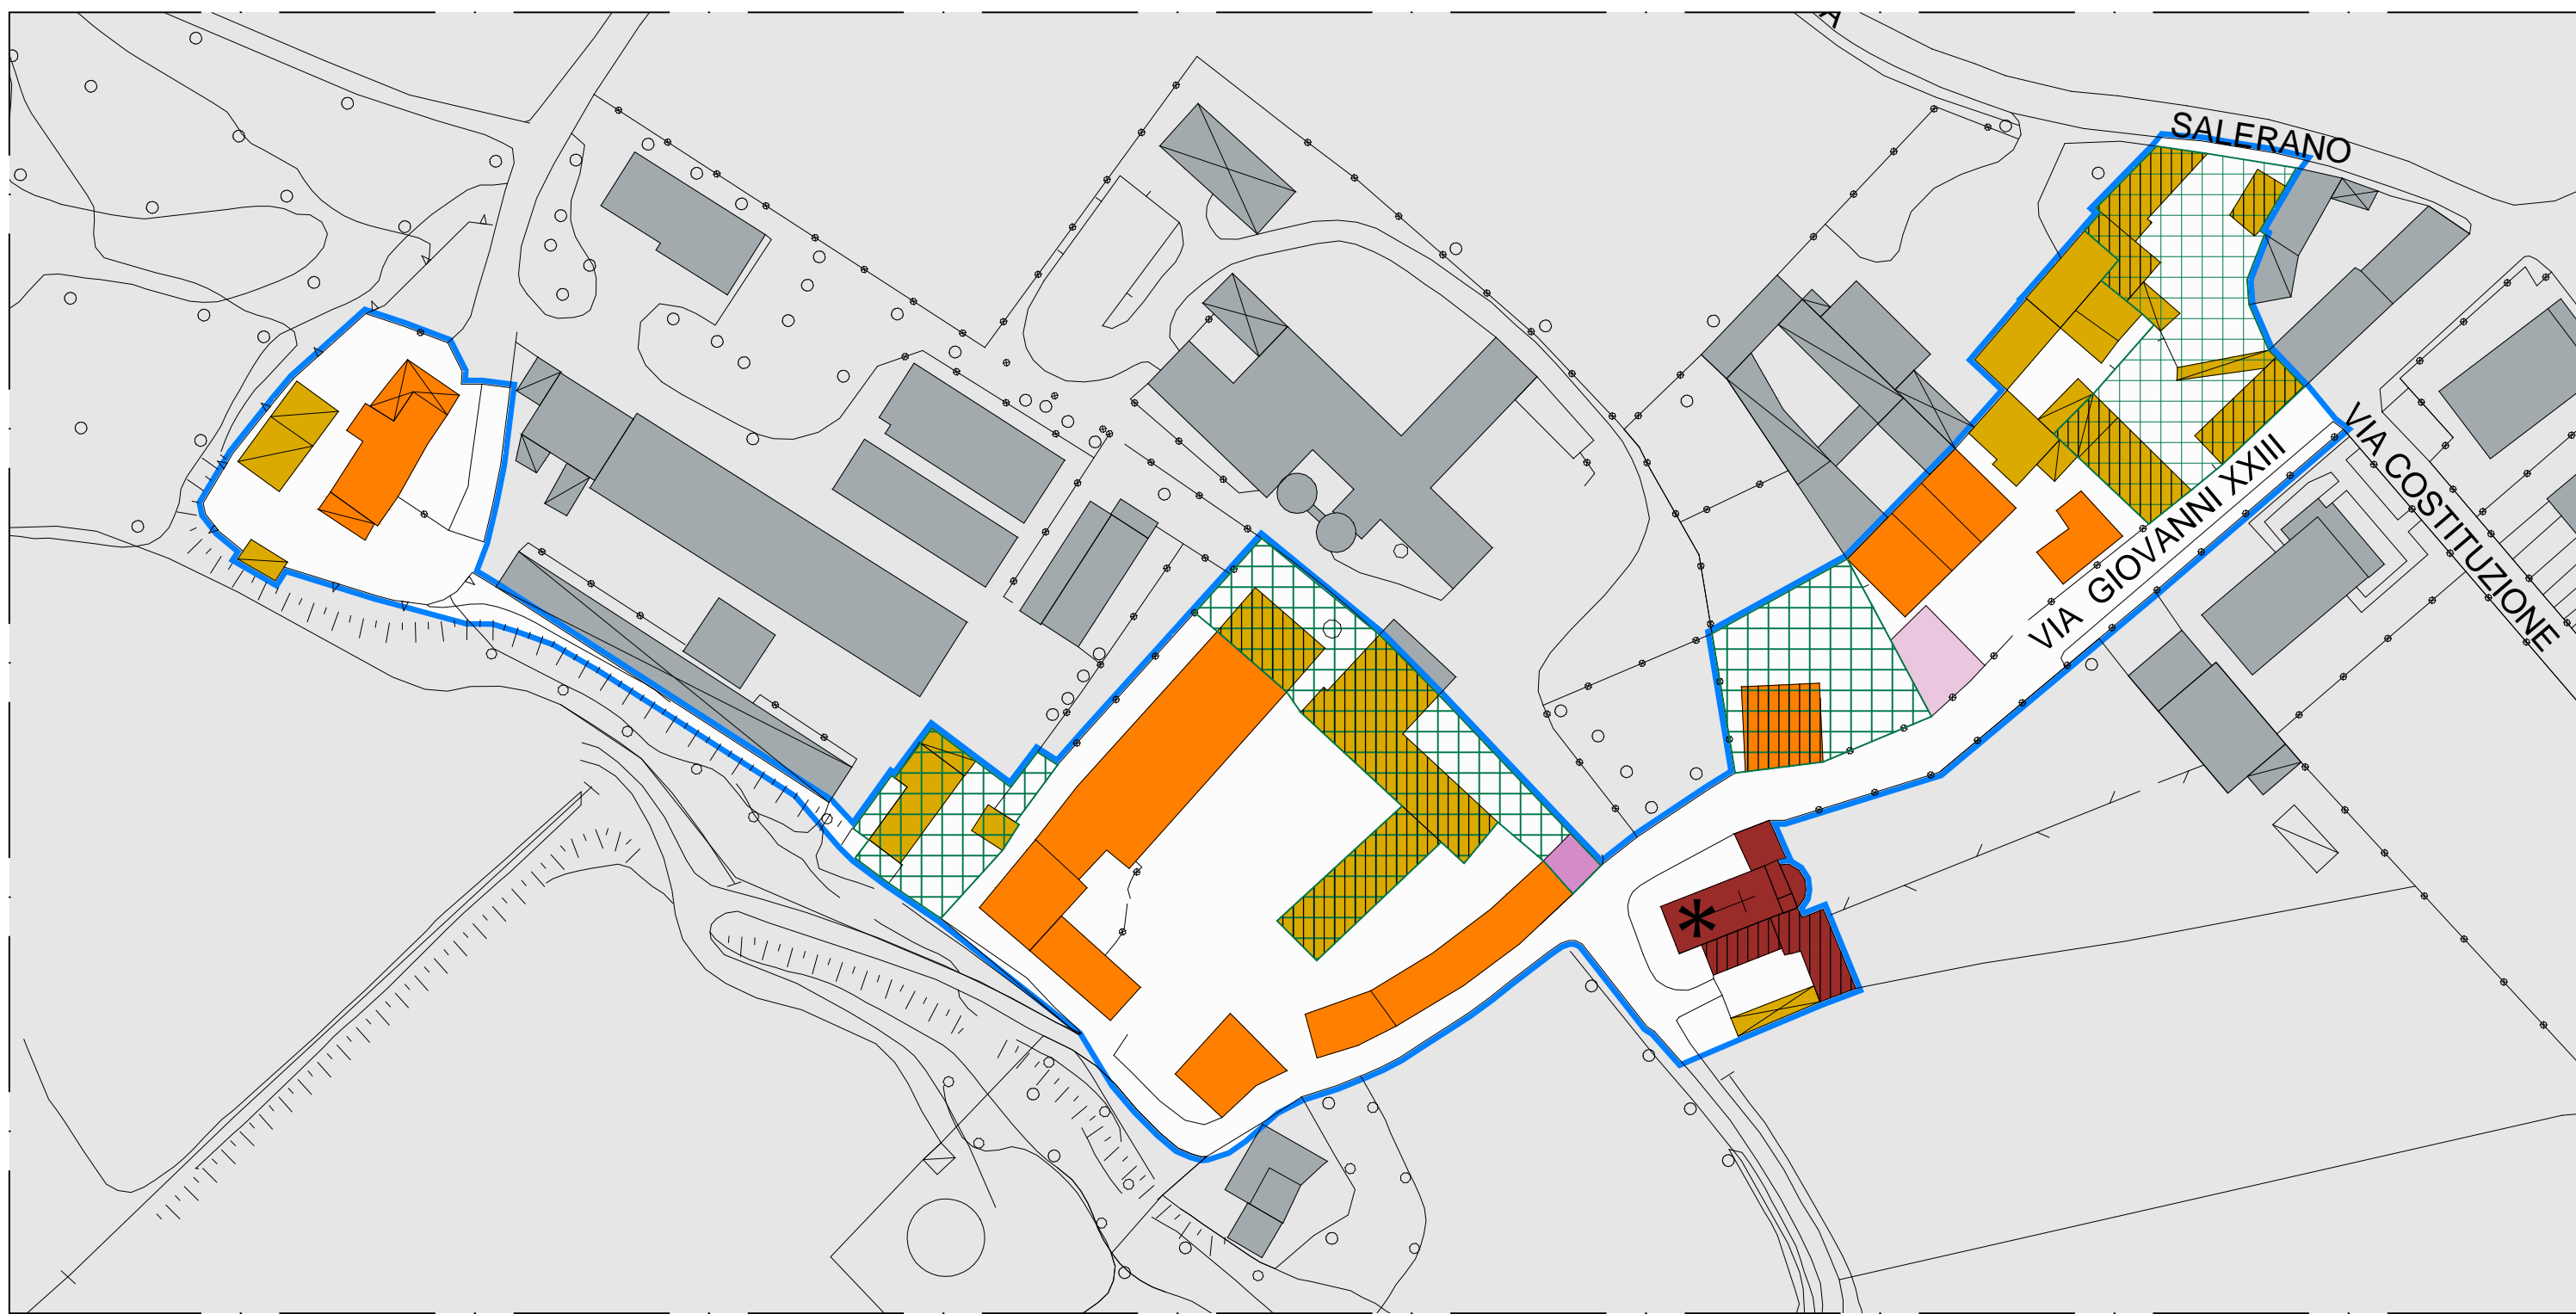 A
SALERANO
VIA COSTITUZIONE
VIA GIOVANNI XXIII
*